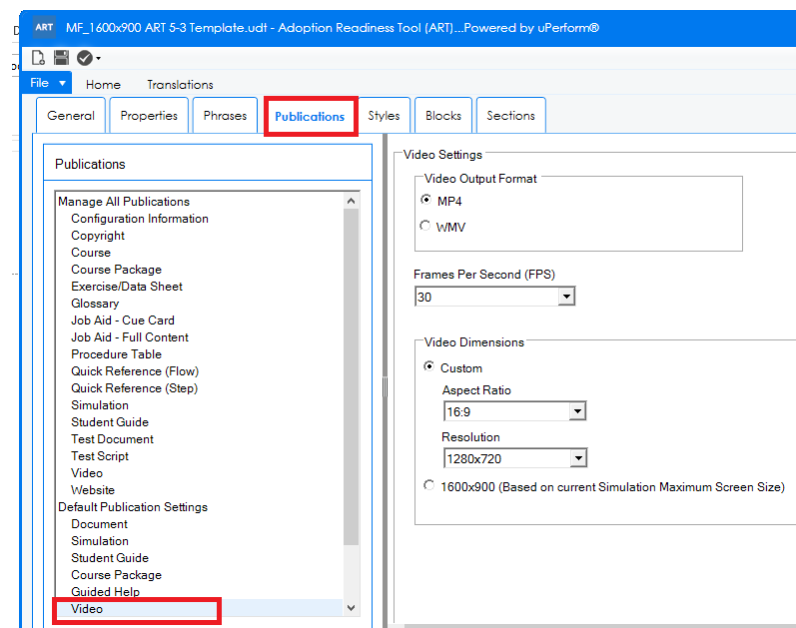 ART MF_1600x900 ART 5-3 Template.udt - Adoption Readiness Tool (ART)...Powered by uPerform®
File Home Translations
General Properties Phrases Publications Styles Blocks Sections
Publications
Manage All Publications
Configuration Information
Copyright
Course
Course Package
Exercise/Data Sheet
Glossary
Job Aid - Cue Card
Job Aid - Full Content
Procedure Table
Quick Reference (Flow)
Quick Reference (Step)
Simulation
Student Guide
Test Document
Test Script
Video
Website
Default Publication Settings
Document
Simulation
Student Guide
Course Package
Guided Help
Video
Video Settings
Video Output Format
MP4
WMV
Frames Per Second (FPS)
30
Video Dimensions
Custom
Aspect Ratio
16:9
Resolution
1280x720
1600x900 (Based on current Simulation Maximum Screen Size)